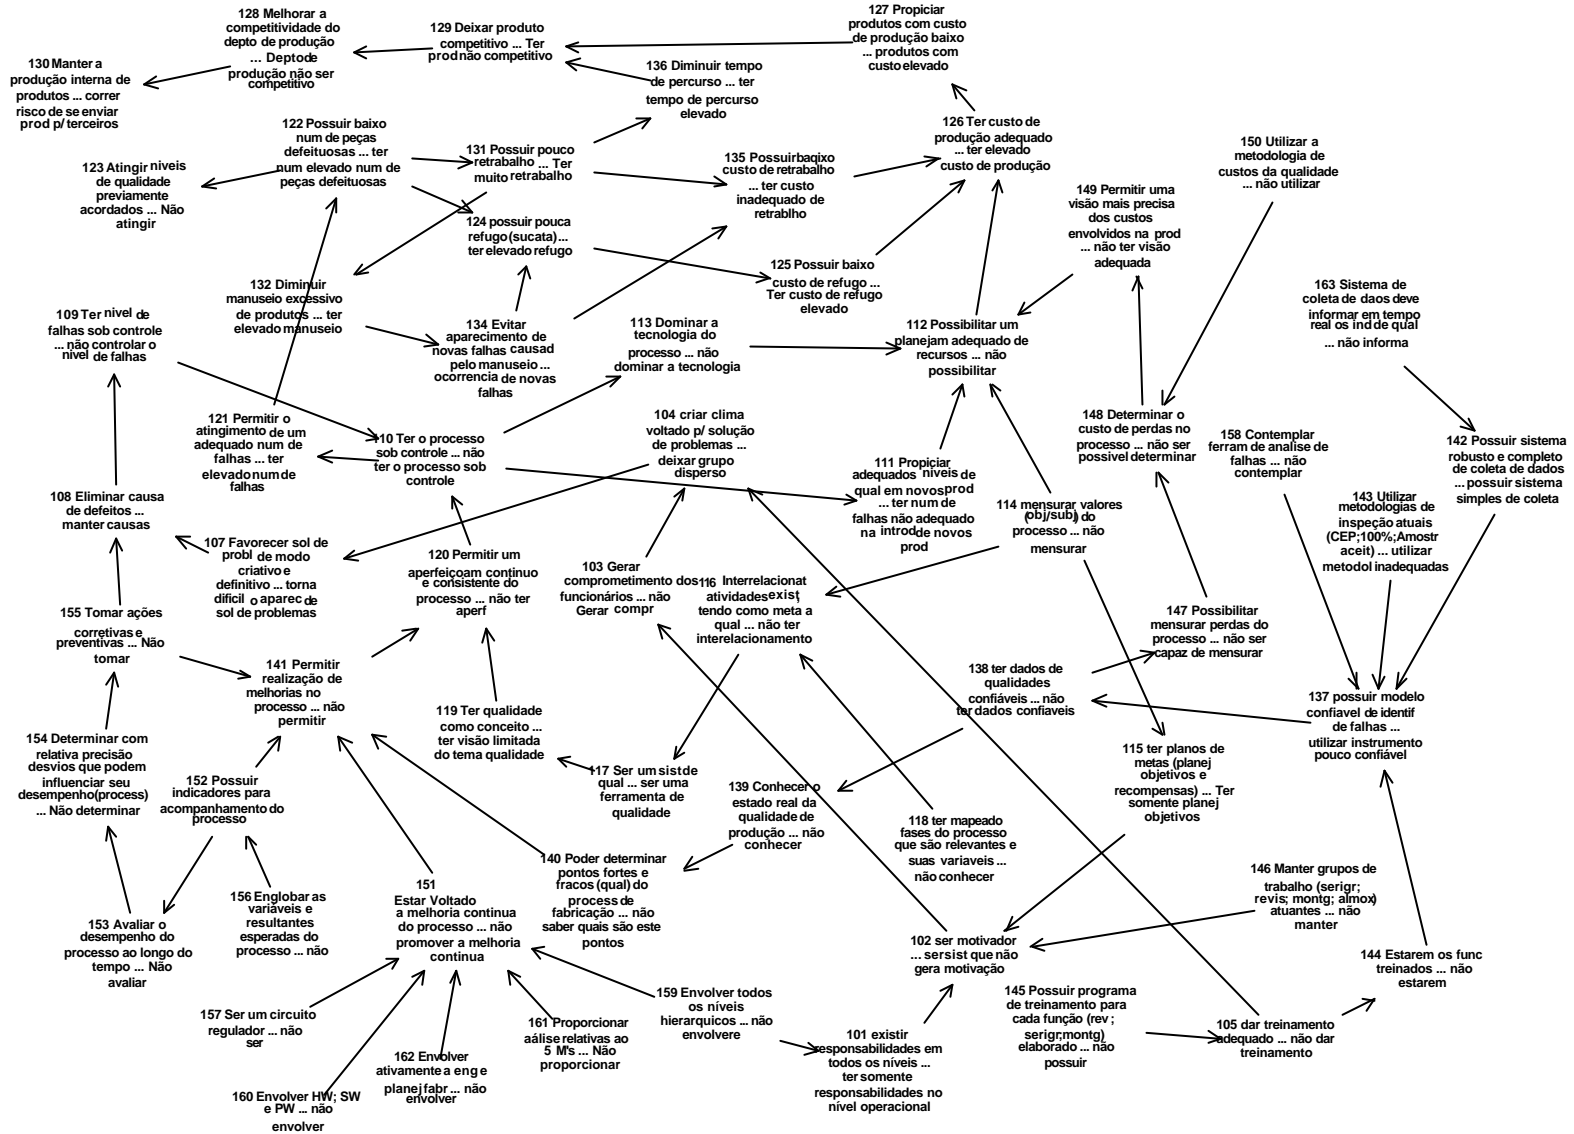 128 Melhorar a
competitividade do
depto de produção
... Deptode
produção não ser
competitivo
129 Deixar produto
competitivo ... Ter
prod não competitivo
127 Propiciar
produtos com custo
de produção baixo
... produtos com
custo elevado
130 Manter a
produção interna de
produtos ... correr
risco de se enviar
prod p/ terceiros
136 Diminuir tempo
de percurso ... ter
tempo de percurso
elevado
122 Possuir baixo
num de peças
defeituosas ... ter
num elevado num de
peças defeituosas
123 Atingir niveis
de qualidade
previamente
acordados ... Não
atingir
131 Possuir pouco
retrabalho ... Ter
muito retrabalho
135 Possuirbaqixo
custo de retrabalho
... ter custo
inadequado de
retrablho
126 Ter custo de
produção adequado
... ter elevado
custo de produção
150 Utilizar a
metodologia de
custos da qualidade
... não utilizar
149 Permitir uma
visão mais precisa
dos custos
envolvidos na prod
... não ter visão
adequada
124 possuir pouca
refugo (sucata) ...
ter elevado refugo
125 Possuir baixo
custo de refugo ...
Ter custo de refugo
elevado
132 Diminuir
manuseio excessivo
de produtos ... ter
elevado manuseio
163 Sistema de
coleta de daos deve
informar em tempo
real os ind de qual
... não informa
109 Ter nivel de
falhas sob controle
... não controlar o
nivel de falhas
134 Evitar
aparecimento de
novas falhas causad
pelo manuseio ...
ocorrencia de novas
falhas
113 Dominar a
tecnologia do
processo ... não
dominar a tecnologia
112 Possibilitar um
planejam adequado de
recursos ... não
possibilitar
121 Permitir o
atingimento de um
adequado num de
falhas ... ter
elevado num de
falhas
110 Ter o processo
sob controle ... não
ter o processo sob
controle
104 criar clima
voltado p/ solução
de problemas ...
deixar grupo
disperso
148 Determinar o
custo de perdas no
processo ... não ser
possivel determinar
158 Contemplar
ferram de analise de
falhas ... não
contemplar
142 Possuir sistema
robusto e completo
de coleta de dados
... possuir sistema
simples de coleta
111 Propiciar
adequados niveis de
qual em novos prod
... ter num de
falhas não adequado
na introd de novos
prod
108 Eliminar causa
de defeitos ...
manter causas
114 mensurar valores
(obj/subj) do
processo ... não
mensurar
143 Utilizar
metodologias de
inspeção atuais
(CEP;100%;Amostr
aceit) ... utilizar
metodol inadequadas
107 Favorecer sol de
probl de modo
criativo e
definitivo ... torna
dificil o aparec de
sol de problemas
120 Permitir um
aperfeiçoam continuo
e consistente do
processo ... não ter
aperf
103 Gerar
comprometimento dos
funcionários ... não
Gerar compr
116 Interrelacionat
atividades exist,
tendo como meta a
qual ... não ter
interelacionamento
155 Tomar ações
corretivas e
preventivas ... Não
tomar
147 Possibilitar
mensurar perdas do
processo ... não ser
capaz de mensurar
141 Permitir
realização de
melhorias no
processo ... não
permitir
138 ter dados de
qualidades
confiáveis ... não
ter dados confiaveis
137 possuir modelo
confiavel de identif
de falhas ...
utilizar instrumento
pouco confiável
119 Ter qualidade
como conceito ...
ter visão limitada
do tema qualidade
154 Determinar com
relativa precisão
desvios que podem
influenciar seu
desempenho(process)
... Não determinar
115 ter planos de
metas (planej
objetivos e
recompensas) ... Ter
somente planej
objetivos
117 Ser um sist de
qual ... ser uma
ferramenta de
qualidade
152 Possuir
indicadores para
acompanhamento do
processo
139 Conhecer o
estado real da
qualidade de
produção ... não
conhecer
118 ter mapeado
fases do processo
que são relevantes e
suas variaveis ...
não conhecer
140 Poder determinar
pontos fortes e
fracos (qual) do
process de
fabricação ... não
saber quais são este
pontos
146 Manter grupos de
trabalho (serigr;
revis; montg; almox)
atuantes ... não
manter
151
Estar Voltado
a melhoria continua
do processo ... não
promover a melhoria
continua
156 Englobar as
variáveis e
resultantes
esperadas do
processo ... não
153 Avaliar o
desempenho do
processo ao longo do
tempo ... Não
avaliar
102 ser motivador
... ser sist que não
gera motivação
144 Estarem os func
treinados ... não
estarem
145 Possuir programa
de treinamento para
cada função (rev ;
serigr;montg)
elaborado ... não
possuir
159 Envolver todos
os níveis
hierarquicos ... não
envolvere
157 Ser um circuito
regulador ... não
ser
161 Proporcionar
aálise relativas ao
5 M's ... Não
proporcionar
101 existir
responsabilidades em
todos os níveis ...
ter somente
responsabilidades no
nível operacional
105 dar treinamento
adequado ... não dar
treinamento
162 Envolver
ativamente a eng e
planej fabr ... não
envolver
160 Envolver HW; SW
e PW ... não
envolver